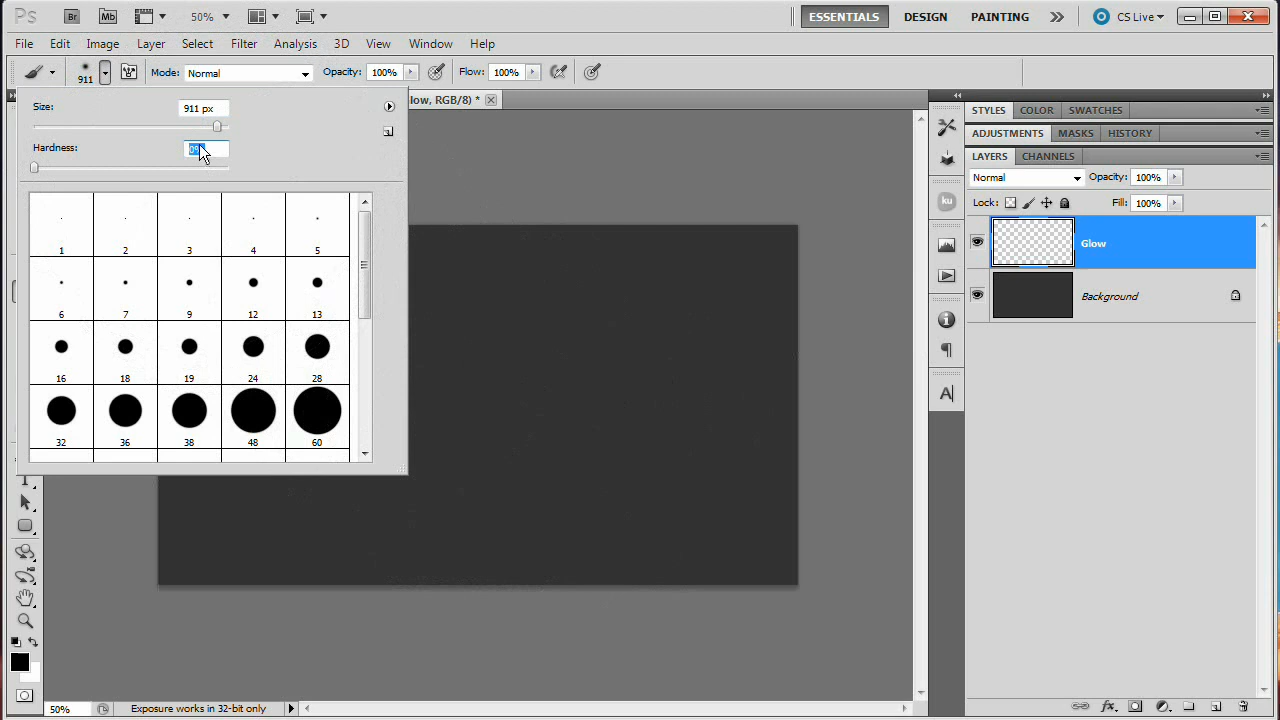 Ps Br Mb 50% ESSENTIALS DESIGN PAINTING CS Live
File Edit Image Layer Select Filter Analysis 3D View Window Help
911 Mode: Normal Opacity: 100% Flow: 100%
Size: 911 px
low, RGB/8) *
Hardness:
1 2 3 4 5
6 7 9 12 13
16 18 19 24 28
32 36 38 48 60
STYLES COLOR SWATCHES
ADJUSTMENTS MASKS HISTORY
LAYERS CHANNELS
Normal Opacity: 100%
Lock: Fill: 100%
ku
Glow
Background
50% Exposure works in 32-bit only